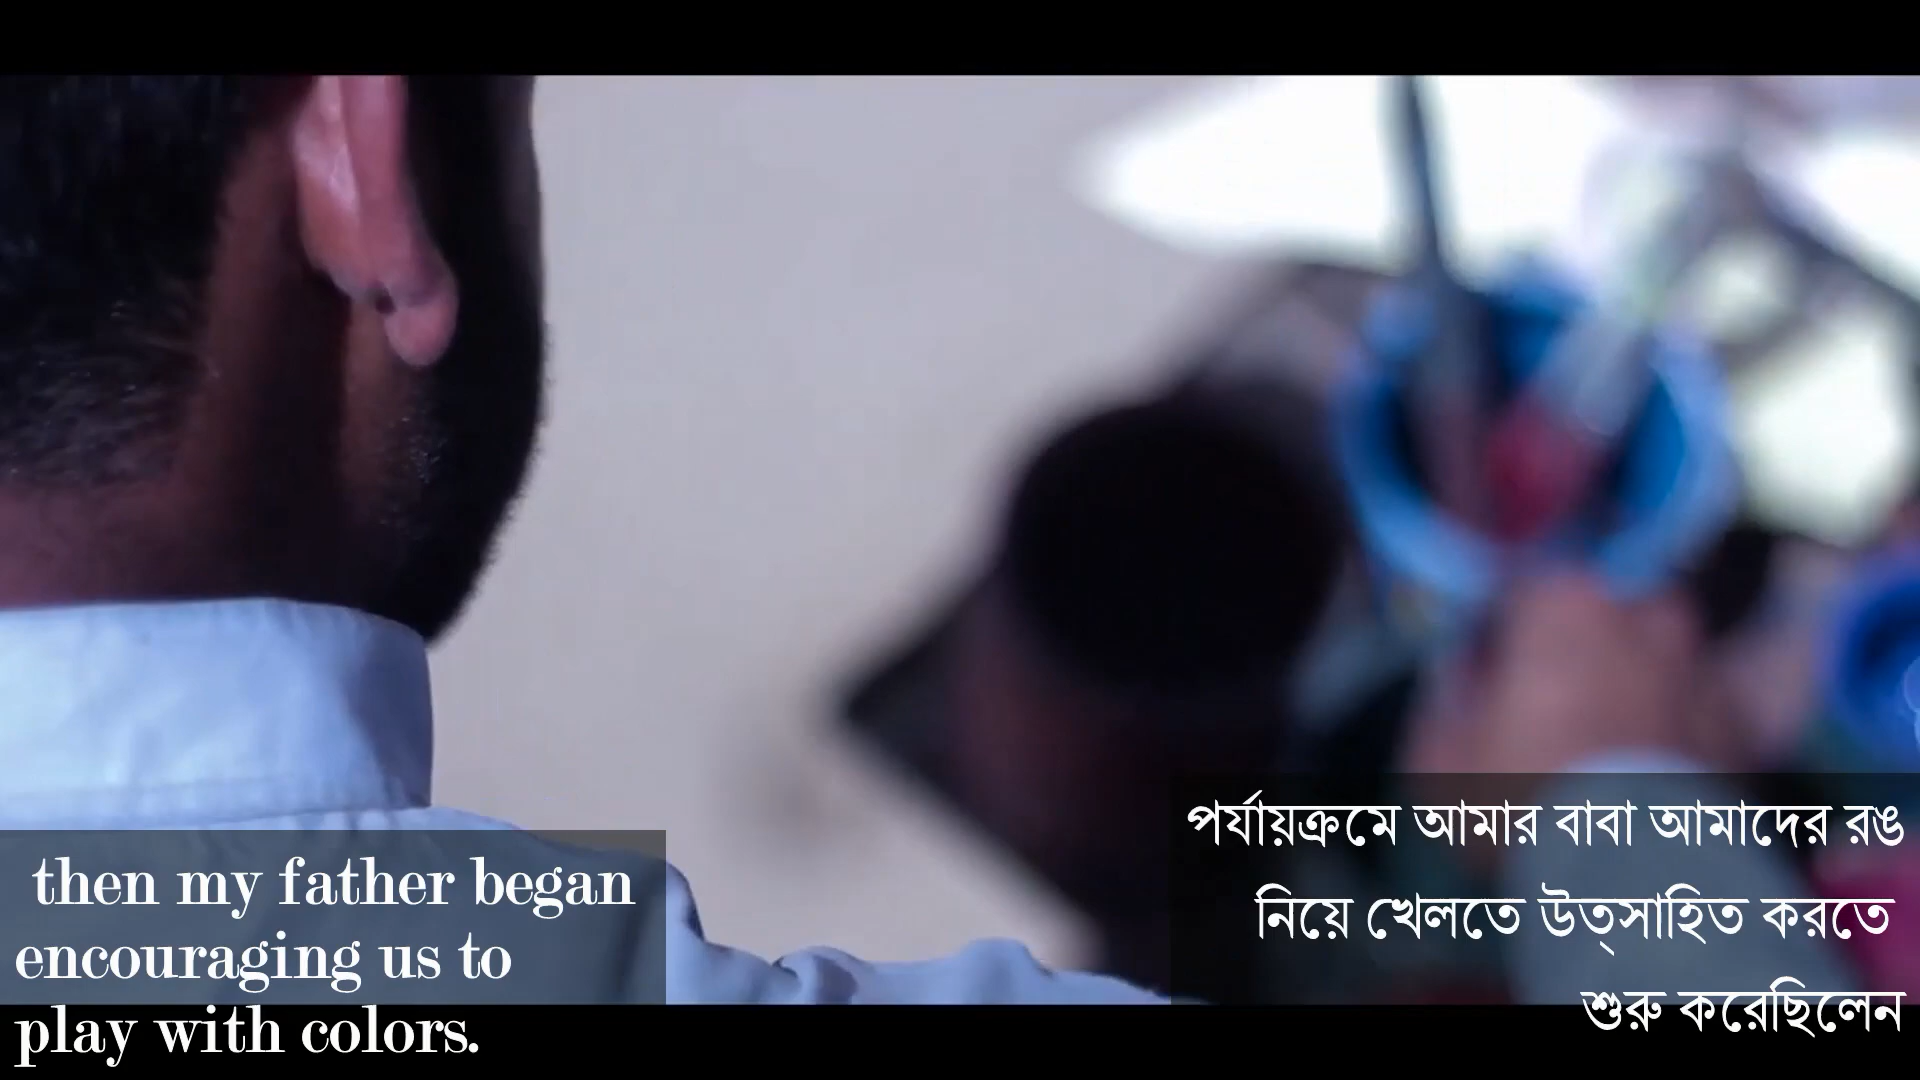 then my father began
encouraging us to
play with colors.
পর্যায়ক্রমে আমার বাবা আমাদের রঙ
নিয়ে খেলতে উত্সাহিত করতে
শুরু করেছিলেন